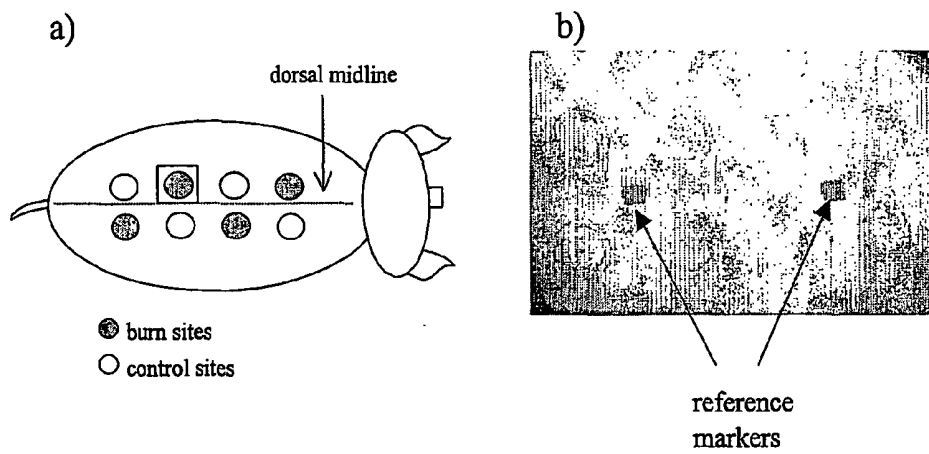 a)
dorsal midline
burn sites
control sites
b)
reference
markers